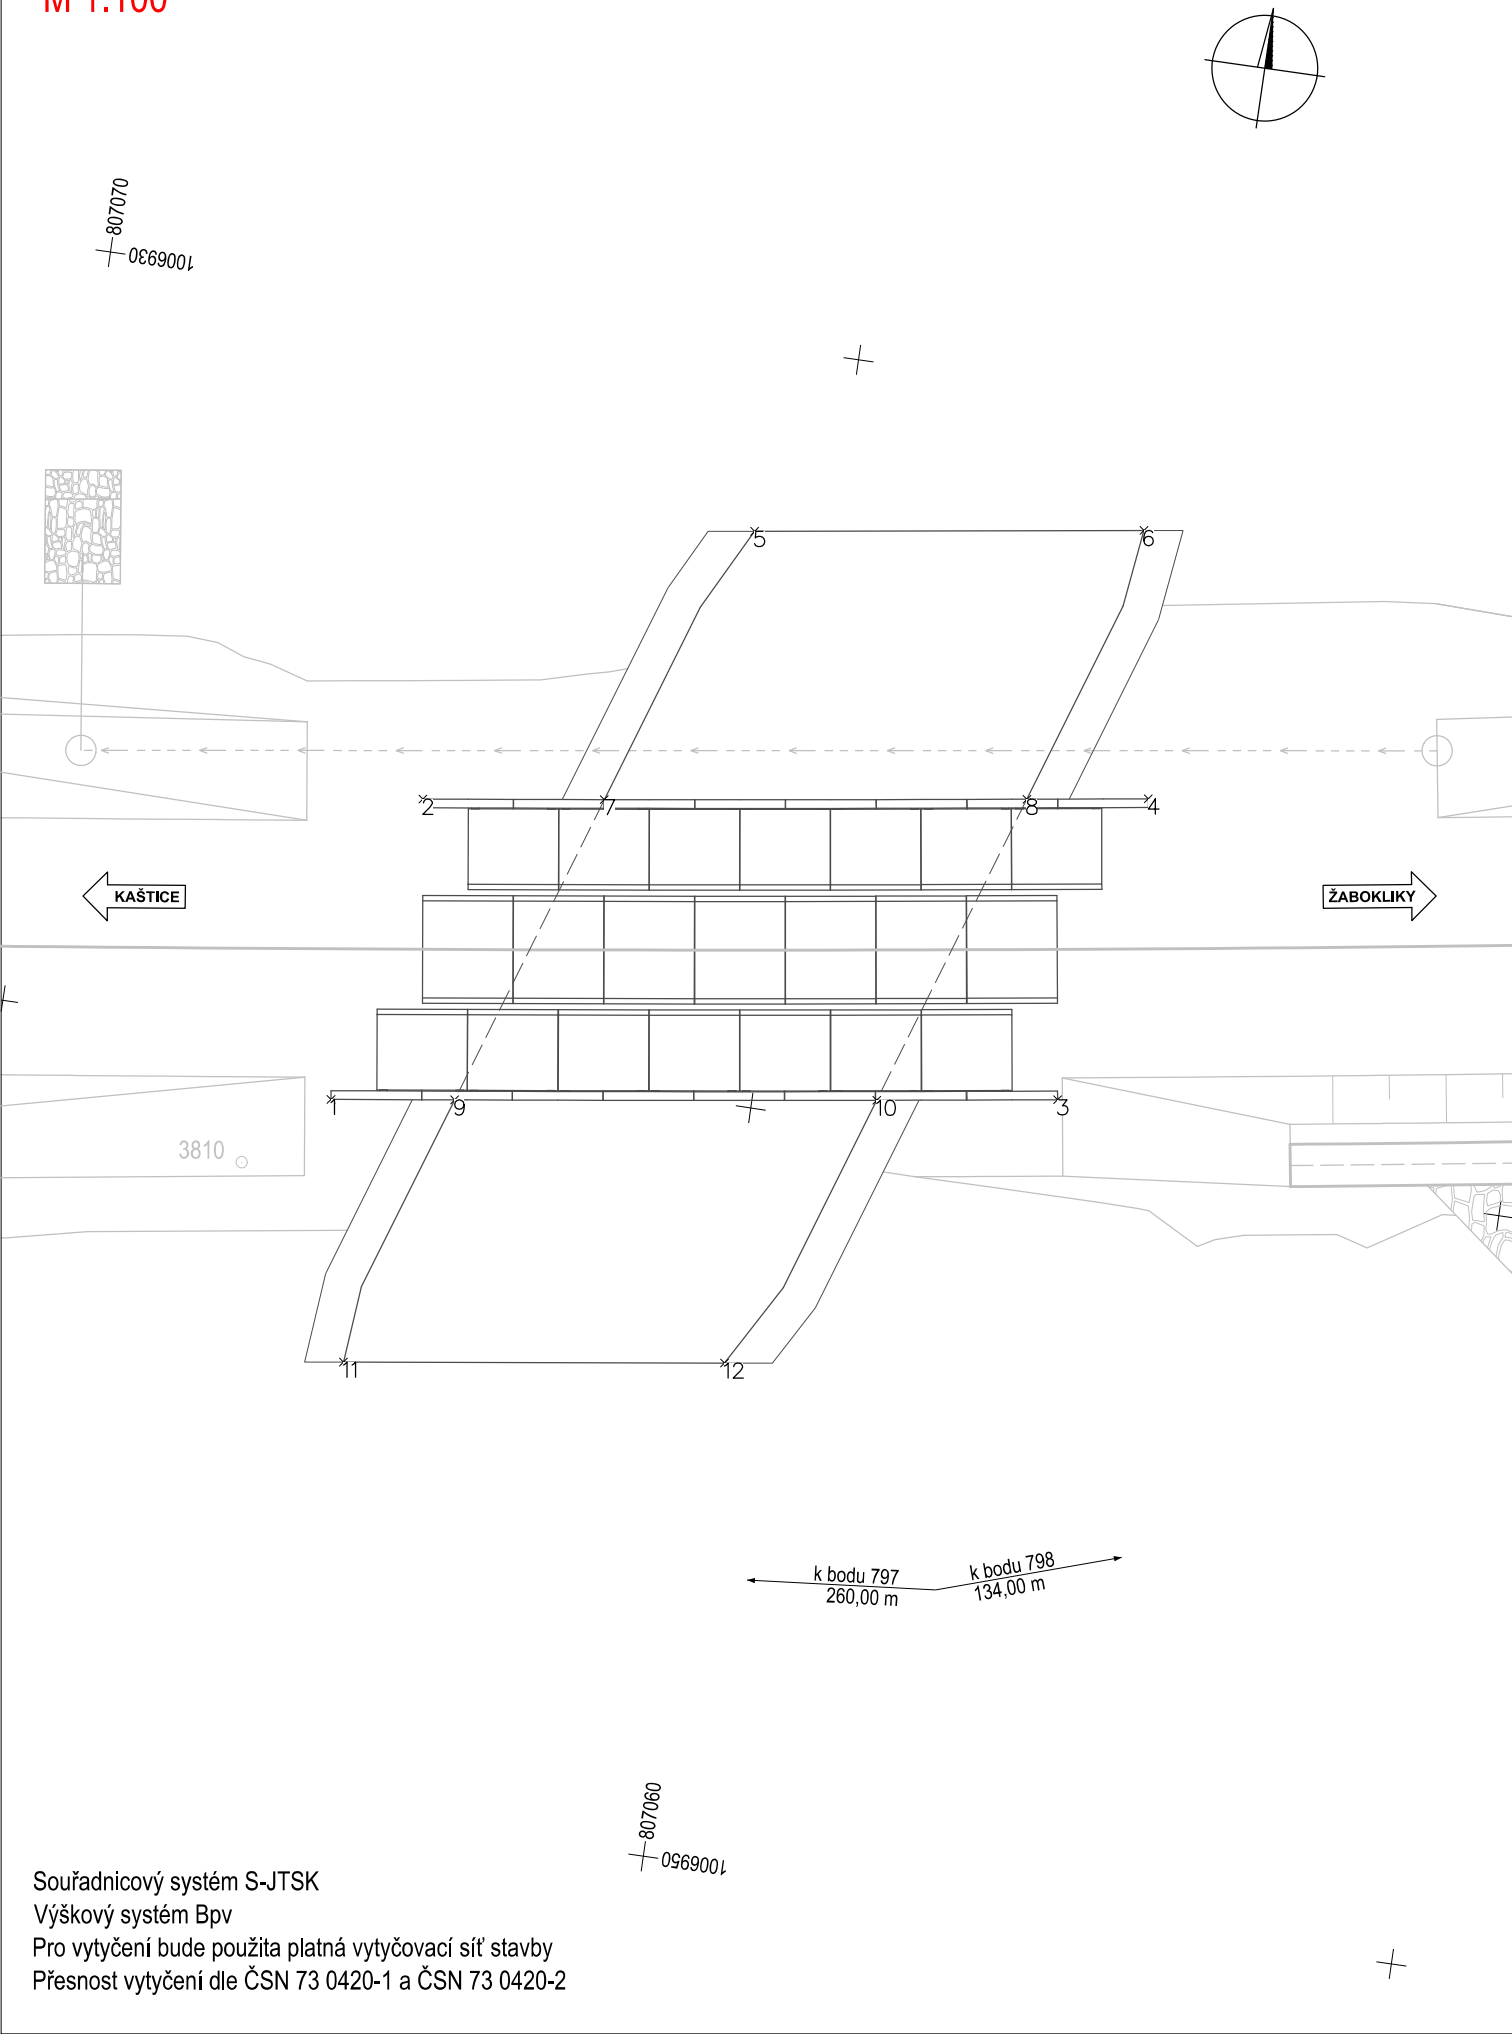 M 1:100
807070
1006930
5
6
2
7
8
4
KAŠTICE
ŽABOKLIKY
1
9
10
3
3810
11
12
k bodu 797
260,00 m
k bodu 798
134,00 m
807060
1006950
Souřadnicový systém S-JTSK
Výškový systém Bpv
Pro vytyčení bude použita platná vytyčovací síť stavby
Přesnost vytyčení dle ČSN 73 0420-1 a ČSN 73 0420-2